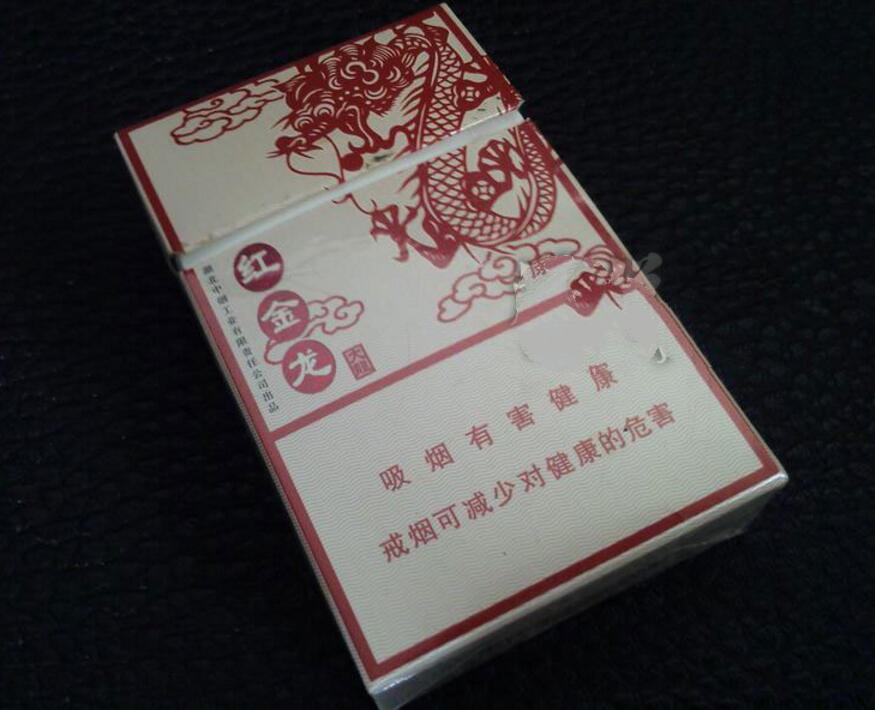 红金龙
湖北中烟工业有限责任公司出品
吸烟有害健康
戒烟可减少对健康的危害